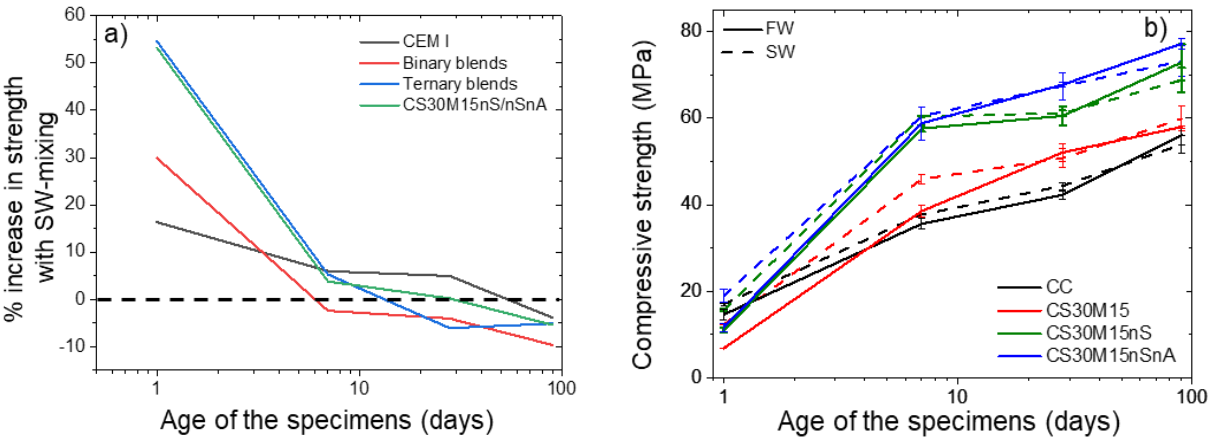 a)
% increase in strength
with SW-mixing
60
50
40
30
20
10
0
-10
CEM I
Binary blends
Ternary blends
CS30M15nS/nSnA
1
10
100
Age of the specimens (days)
b)
Compressive strength (MPa)
80
60
40
20
0
FW
SW
CC
CS30M15
CS30M15nS
CS30M15nSnA
1
10
100
Age of the specimens (days)